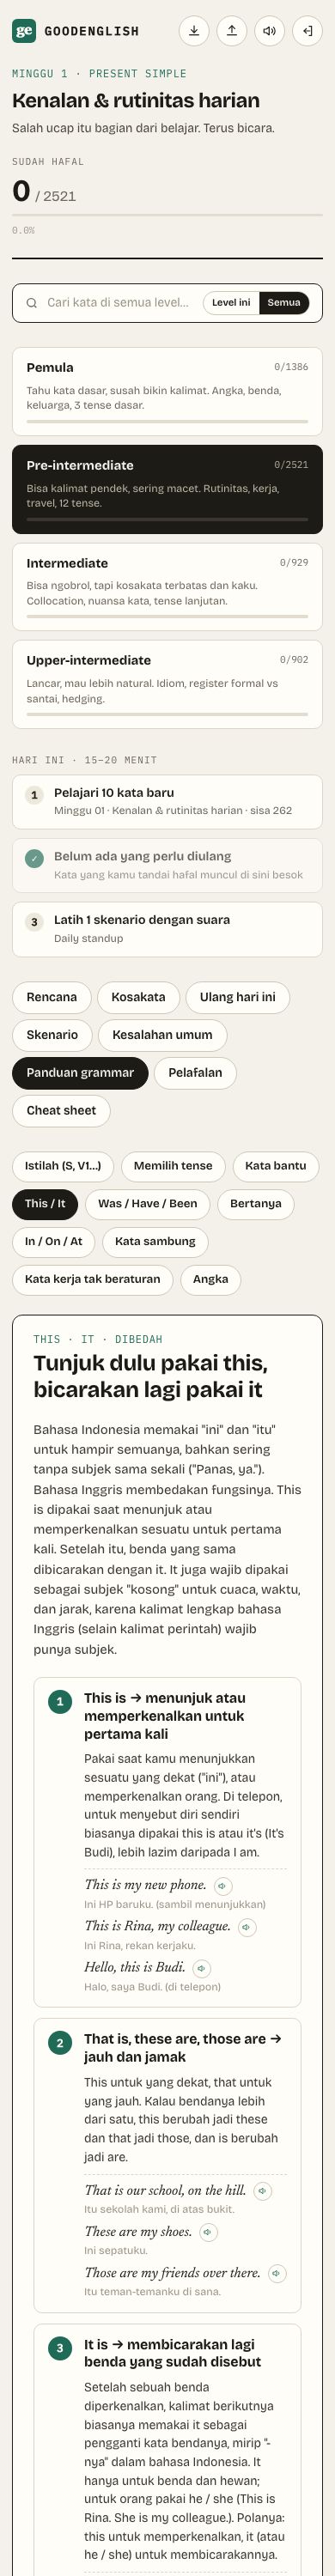 ge GOODENGLISH
MINGGU 1 · PRESENT SIMPLE
Kenalan & rutinitas harian
Salah ucap itu bagian dari belajar. Terus bicara.
SUDAH HAFAL
0 / 2521
0.0%
Cari kata di semua level... Level ini Semua
Pemula 0/1386
Tahu kata dasar, susah bikin kalimat. Angka, benda,
keluarga, 3 tense dasar.
Pre-intermediate 0/2521
Bisa kalimat pendek, sering macet. Rutinitas, kerja,
travel, 12 tense.
Intermediate 0/929
Bisa ngobrol, tapi kosakata terbatas dan kaku.
Collocation, nuansa kata, tense lanjutan.
Upper-intermediate 0/902
Lancar, mau lebih natural. Idiom, register formal vs
santai, hedging.
HARI INI · 15–20 MENIT
1 Pelajari 10 kata baru
Minggu 01 · Kenalan & rutinitas harian · sisa 262
✓ Belum ada yang perlu diulang
Kata yang kamu tandai hafal muncul di sini besok
3 Latih 1 skenario dengan suara
Daily standup
Rencana Kosakata Ulang hari ini
Skenario Kesalahan umum
Panduan grammar Pelafalan
Cheat sheet
Istilah (S, V1...) Memilih tense Kata bantu
This / It Was / Have / Been Bertanya
In / On / At Kata sambung
Kata kerja tak beraturan Angka
THIS · IT · DIBEDAH
Tunjuk dulu pakai this,
bicarakan lagi pakai it
Bahasa Indonesia memakai "ini" dan "itu"
untuk hampir semuanya, bahkan sering
tanpa subjek sama sekali ("Panas, ya.").
Bahasa Inggris membedakan fungsinya. This
is dipakai saat menunjuk atau
memperkenalkan sesuatu untuk pertama
kali. Setelah itu, benda yang sama
dibicarakan dengan it. It juga wajib dipakai
sebagai subjek "kosong" untuk cuaca, waktu,
dan jarak, karena kalimat lengkap bahasa
Inggris (selain kalimat perintah) wajib
punya subjek.
1 This is → menunjuk atau
memperkenalkan untuk
pertama kali
Pakai saat kamu menunjukkan
sesuatu yang dekat ("ini"), atau
memperkenalkan orang. Di telepon,
untuk menyebut diri sendiri
biasanya dipakai this is atau it's (It's
Budi), lebih lazim daripada I am.
This is my new phone.
Ini HP baruku. (sambil menunjukkan)
This is Rina, my colleague.
Ini Rina, rekan kerjaku.
Hello, this is Budi.
Halo, saya Budi. (di telepon)
2 That is, these are, those are →
jauh dan jamak
This untuk yang dekat, that untuk
yang jauh. Kalau bendanya lebih
dari satu, this berubah jadi these
dan that jadi those, dan is berubah
jadi are.
That is our school, on the hill.
Itu sekolah kami, di atas bukit.
These are my shoes.
Ini sepatuku.
Those are my friends over there.
Itu teman-temanku di sana.
3 It is → membicarakan lagi
benda yang sudah disebut
Setelah sebuah benda
diperkenalkan, kalimat berikutnya
biasanya memakai it sebagai
pengganti kata bendanya, mirip "-
nya" dalam bahasa Indonesia. It
hanya untuk benda dan hewan;
untuk orang pakai he / she (This is
Rina. She is my colleague.). Polanya:
this untuk memperkenalkan, it (atau
he / she) untuk membicarakannya.